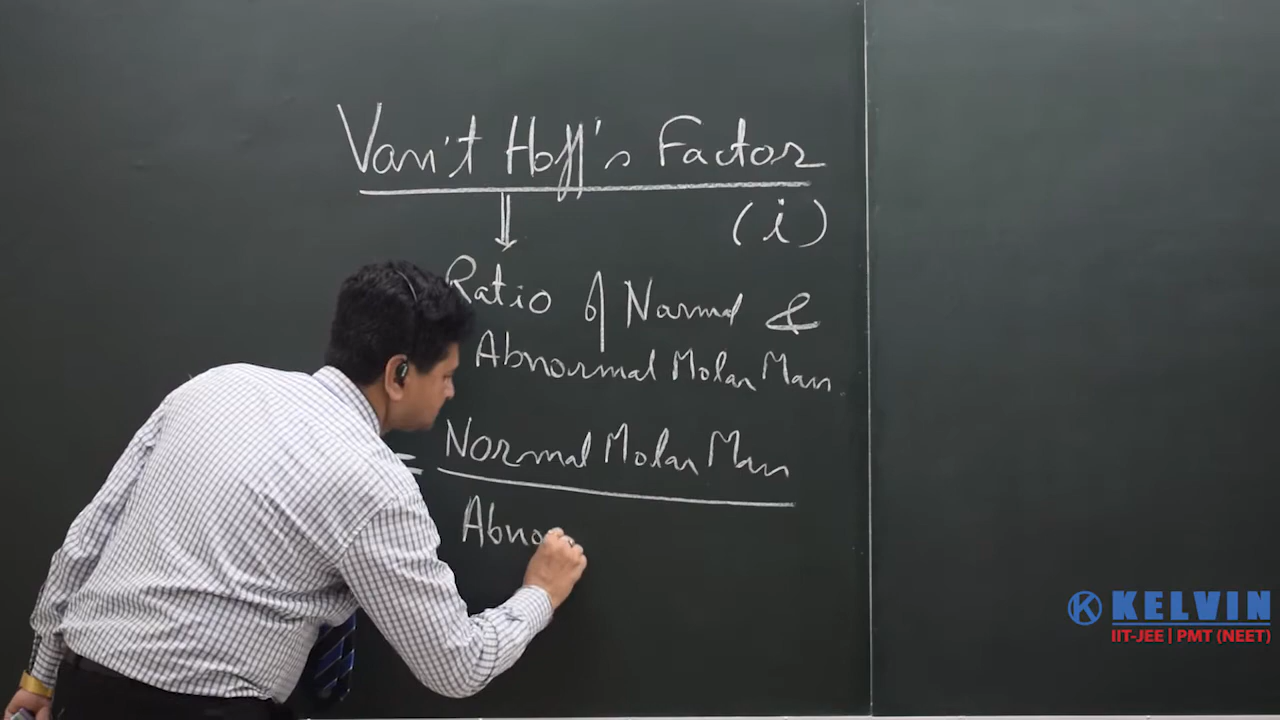 Van't Hoff's Factor
(i)
Ratio of Normal &
Abnormal Molar Mass
= Normal Molar Mass
Abno
KELVIN
IIT-JEE | PMT (NEET)